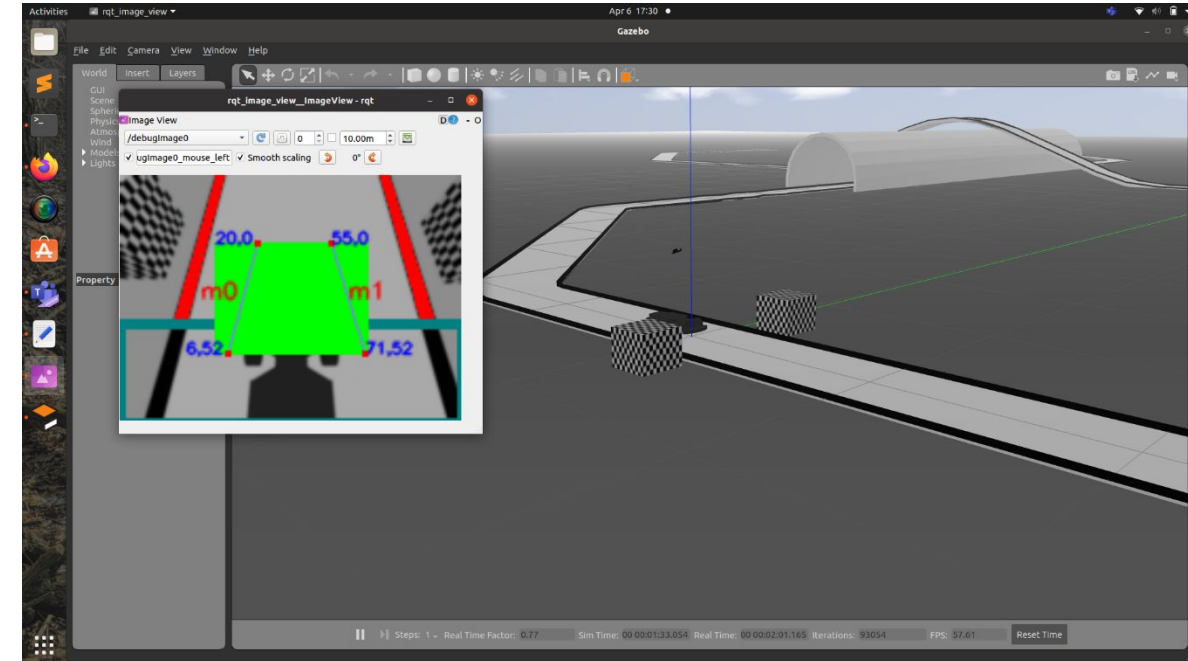 Activities rqt_image_view Apr 6 17:30
Gazebo
File Edit Camera View Window Help
World Insert Layers
GUI
Scene
Spheri
Physic
Atmos
Wind
Models
Lights
Property
rqt_image_view__ImageView - rqt
Image View D - O
/debugImage0 0 10.00m
ugImage0_mouse_left Smooth scaling 0°
20,0 55,0
m0 m1
6,52 71,52
Steps: 1 Real Time Factor: 0.77 Sim Time: 00 00:01:33.054 Real Time: 00 00:02:01.165 Iterations: 93054 FPS: 57.61 Reset Time